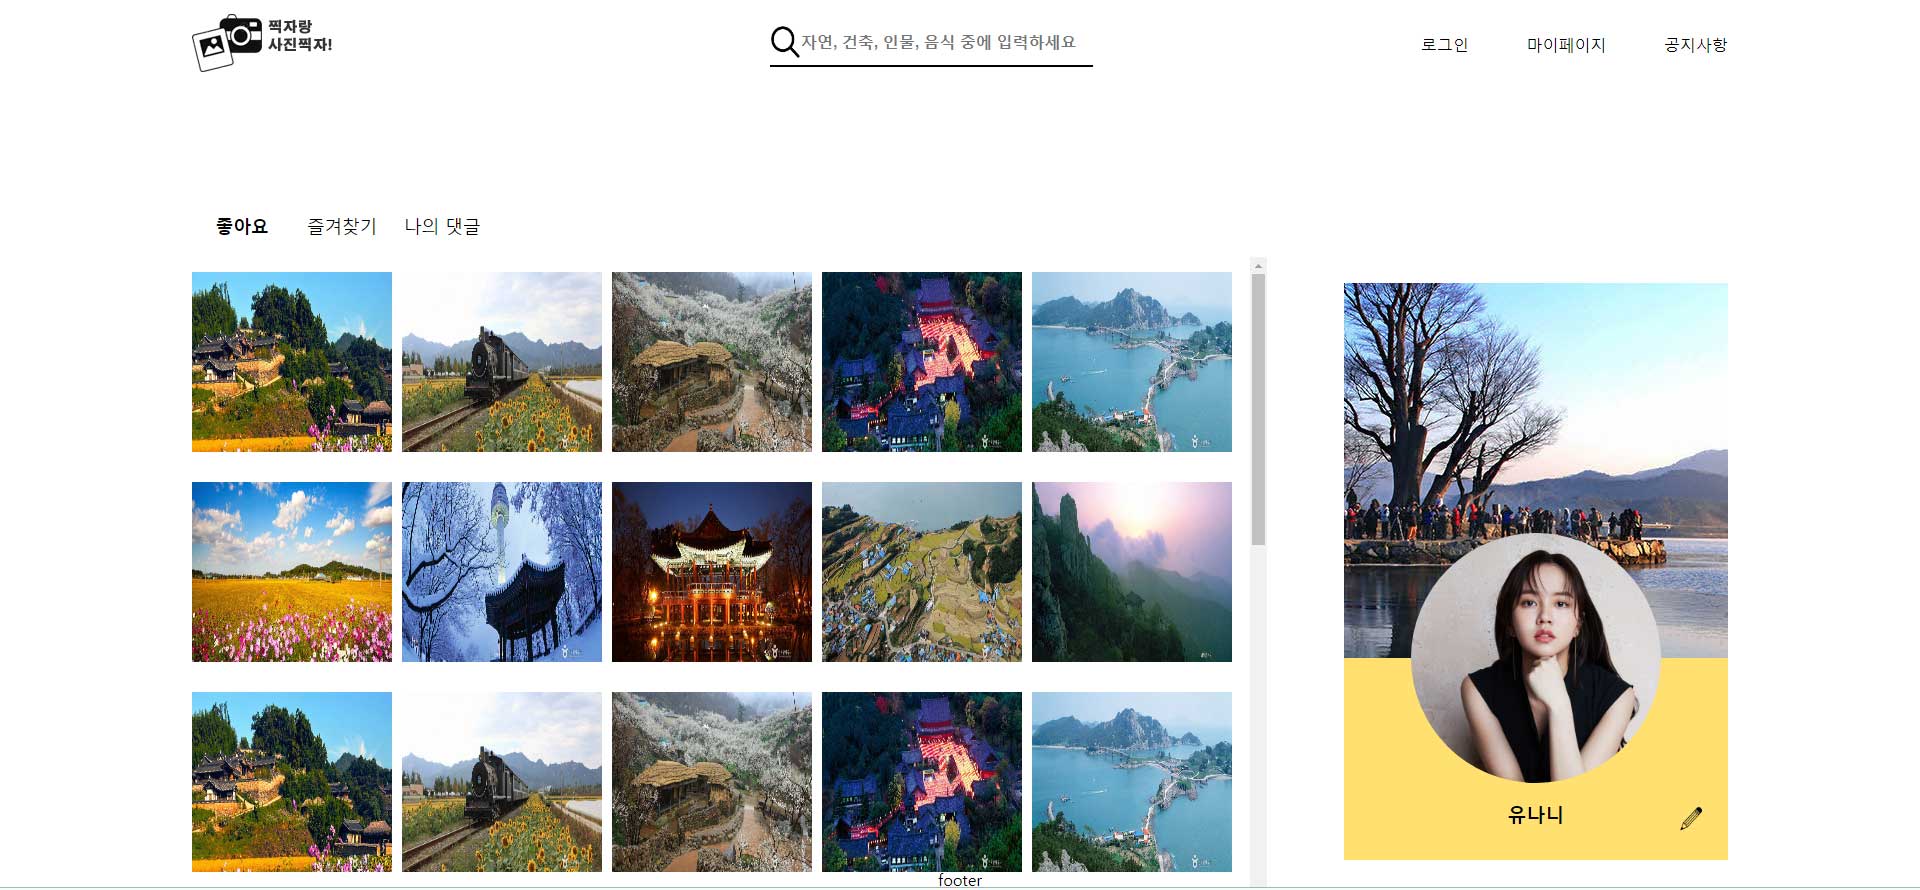 찍자랑
사진찍자!
자연, 건축, 인물, 음식 중에 입력하세요
로그인
마이페이지
공지사항
좋아요
즐겨찾기
나의 댓글
유나니
footer